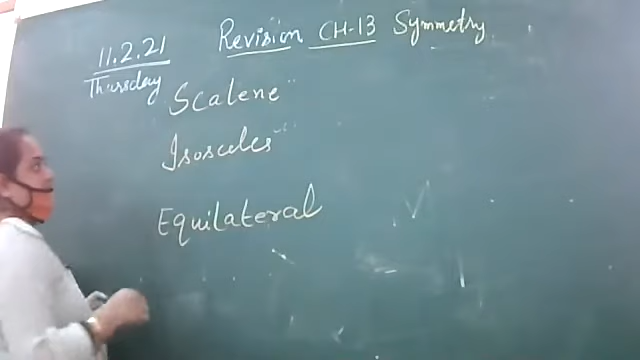 11.2.21
Thursday
Revision CH-13 Symmetry
Scalene
Isosceles
Equilateral